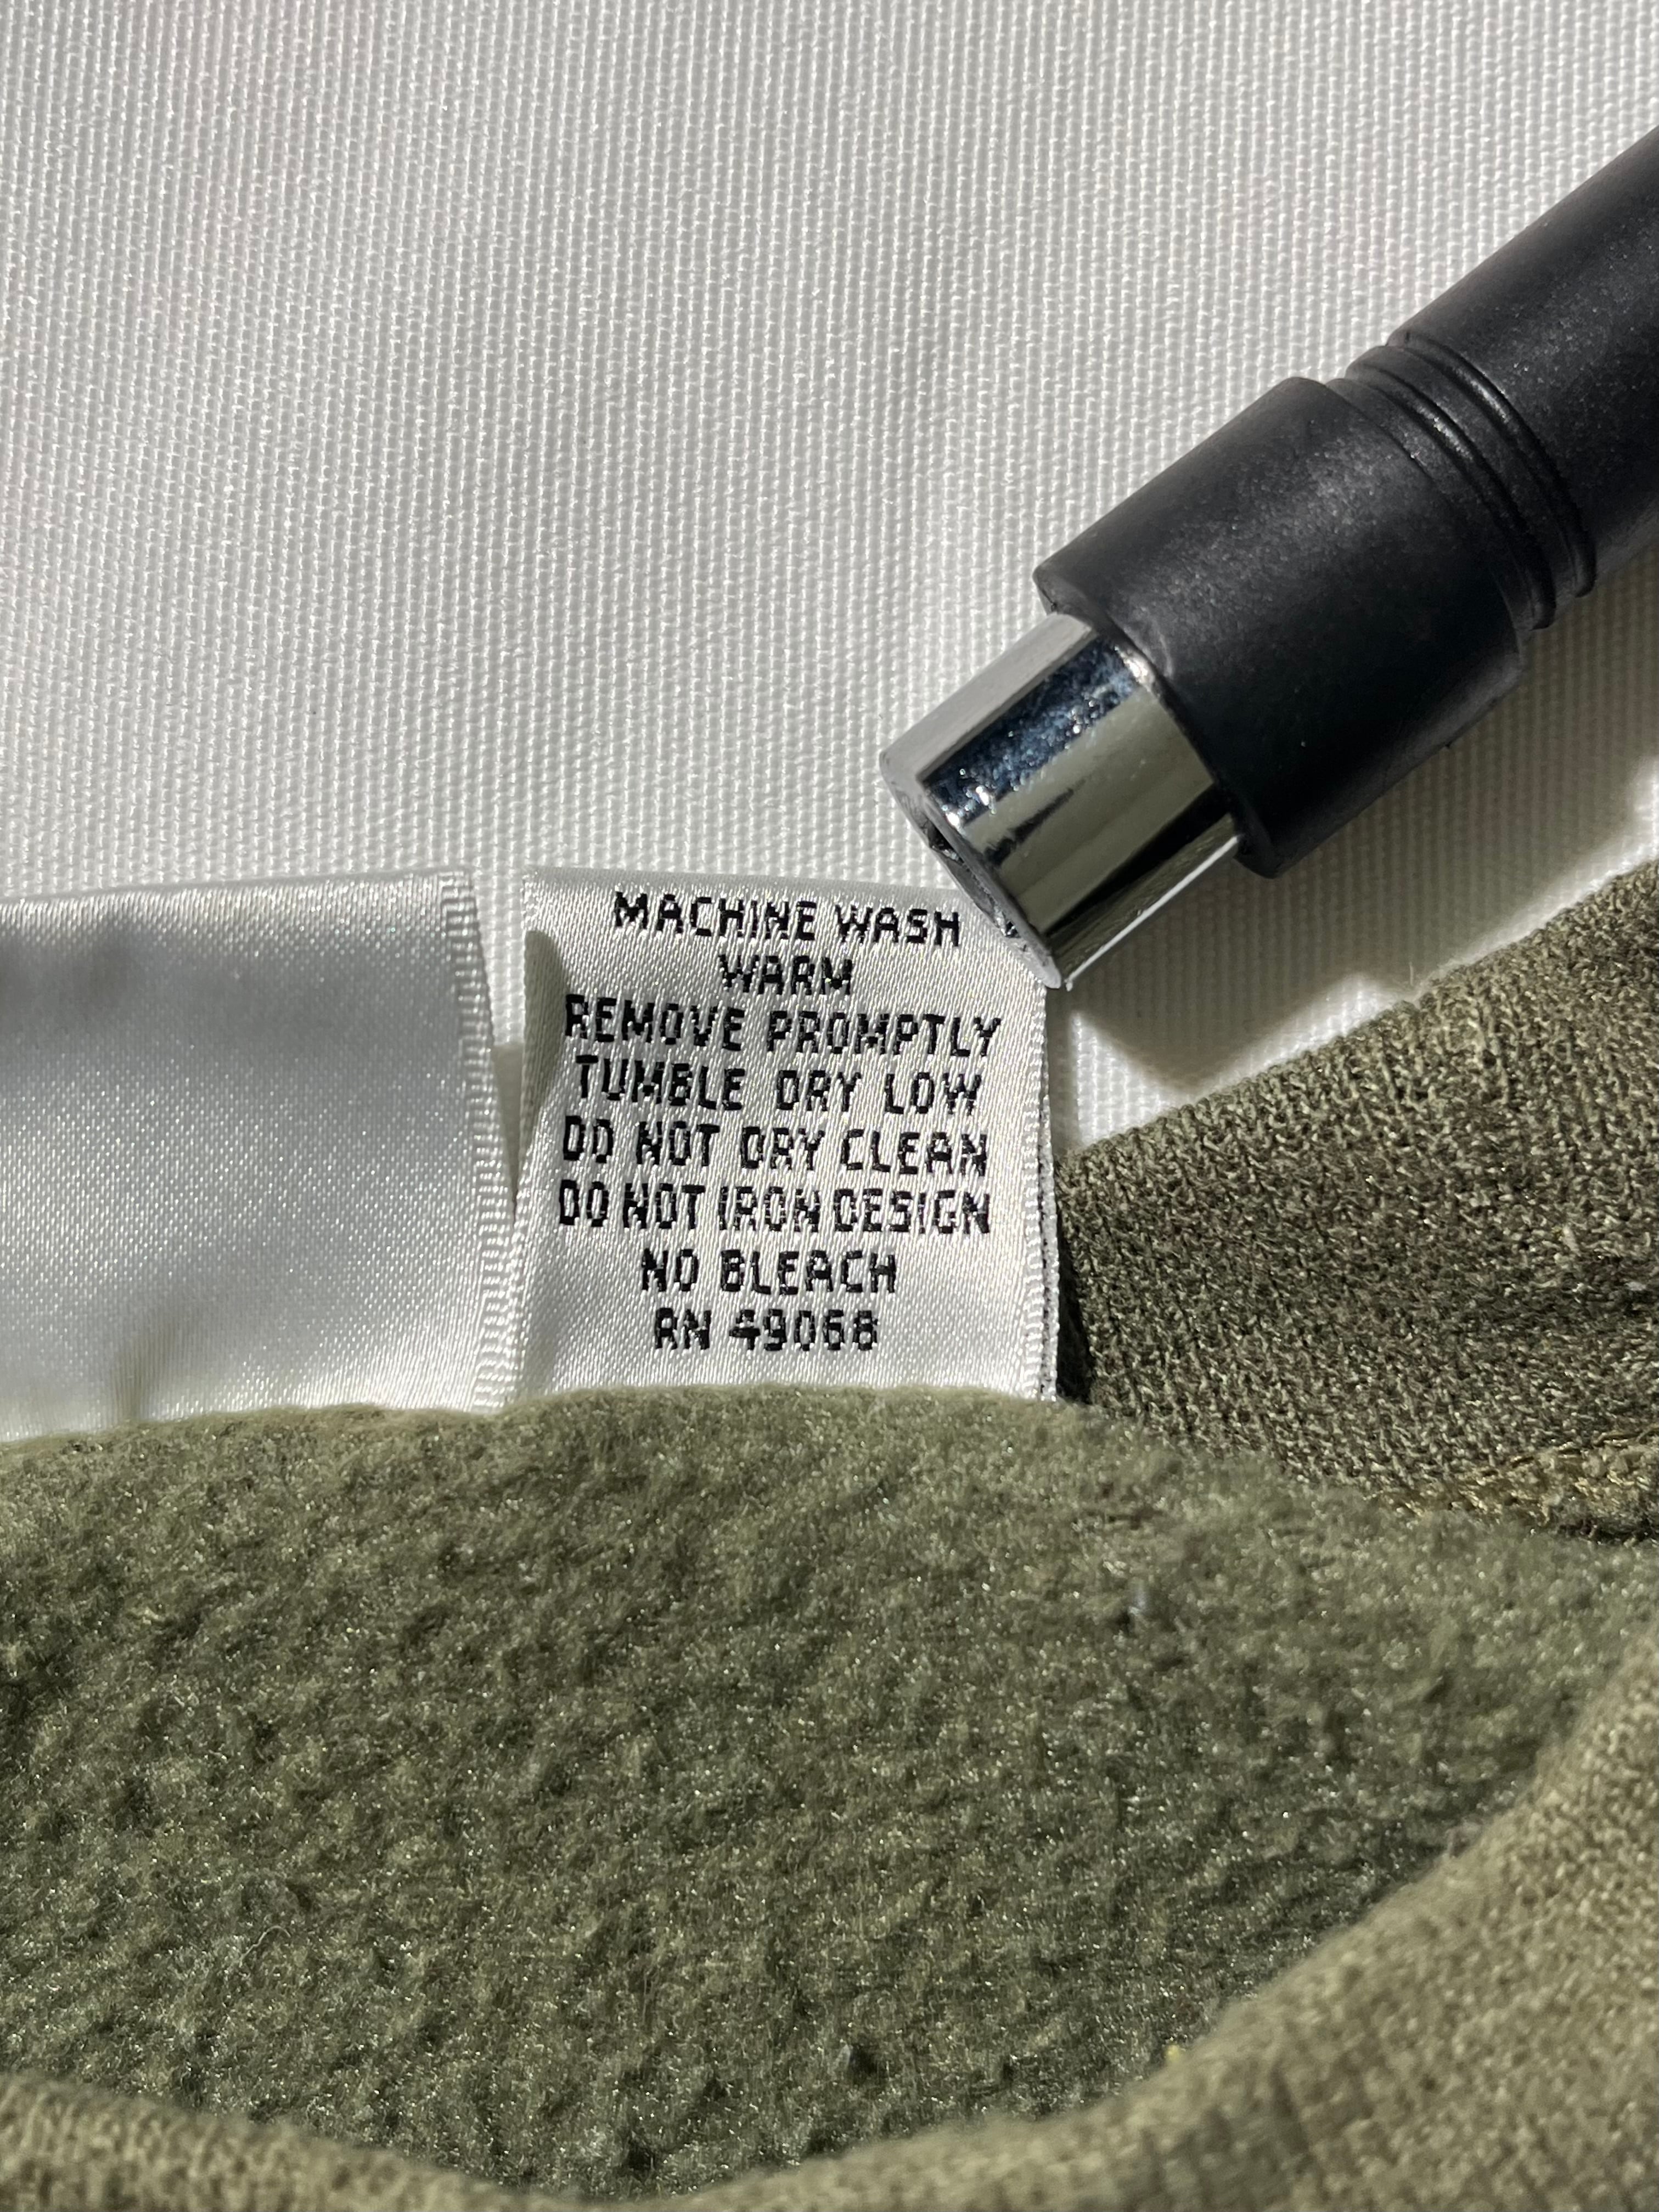 MACHINE WASH
WARM
REMOVE PROMPTLY
TUMBLE DRY LOW
DO NOT DRY CLEAN
DO NOT IRON DESIGN
NO BLEACH
RN 49068